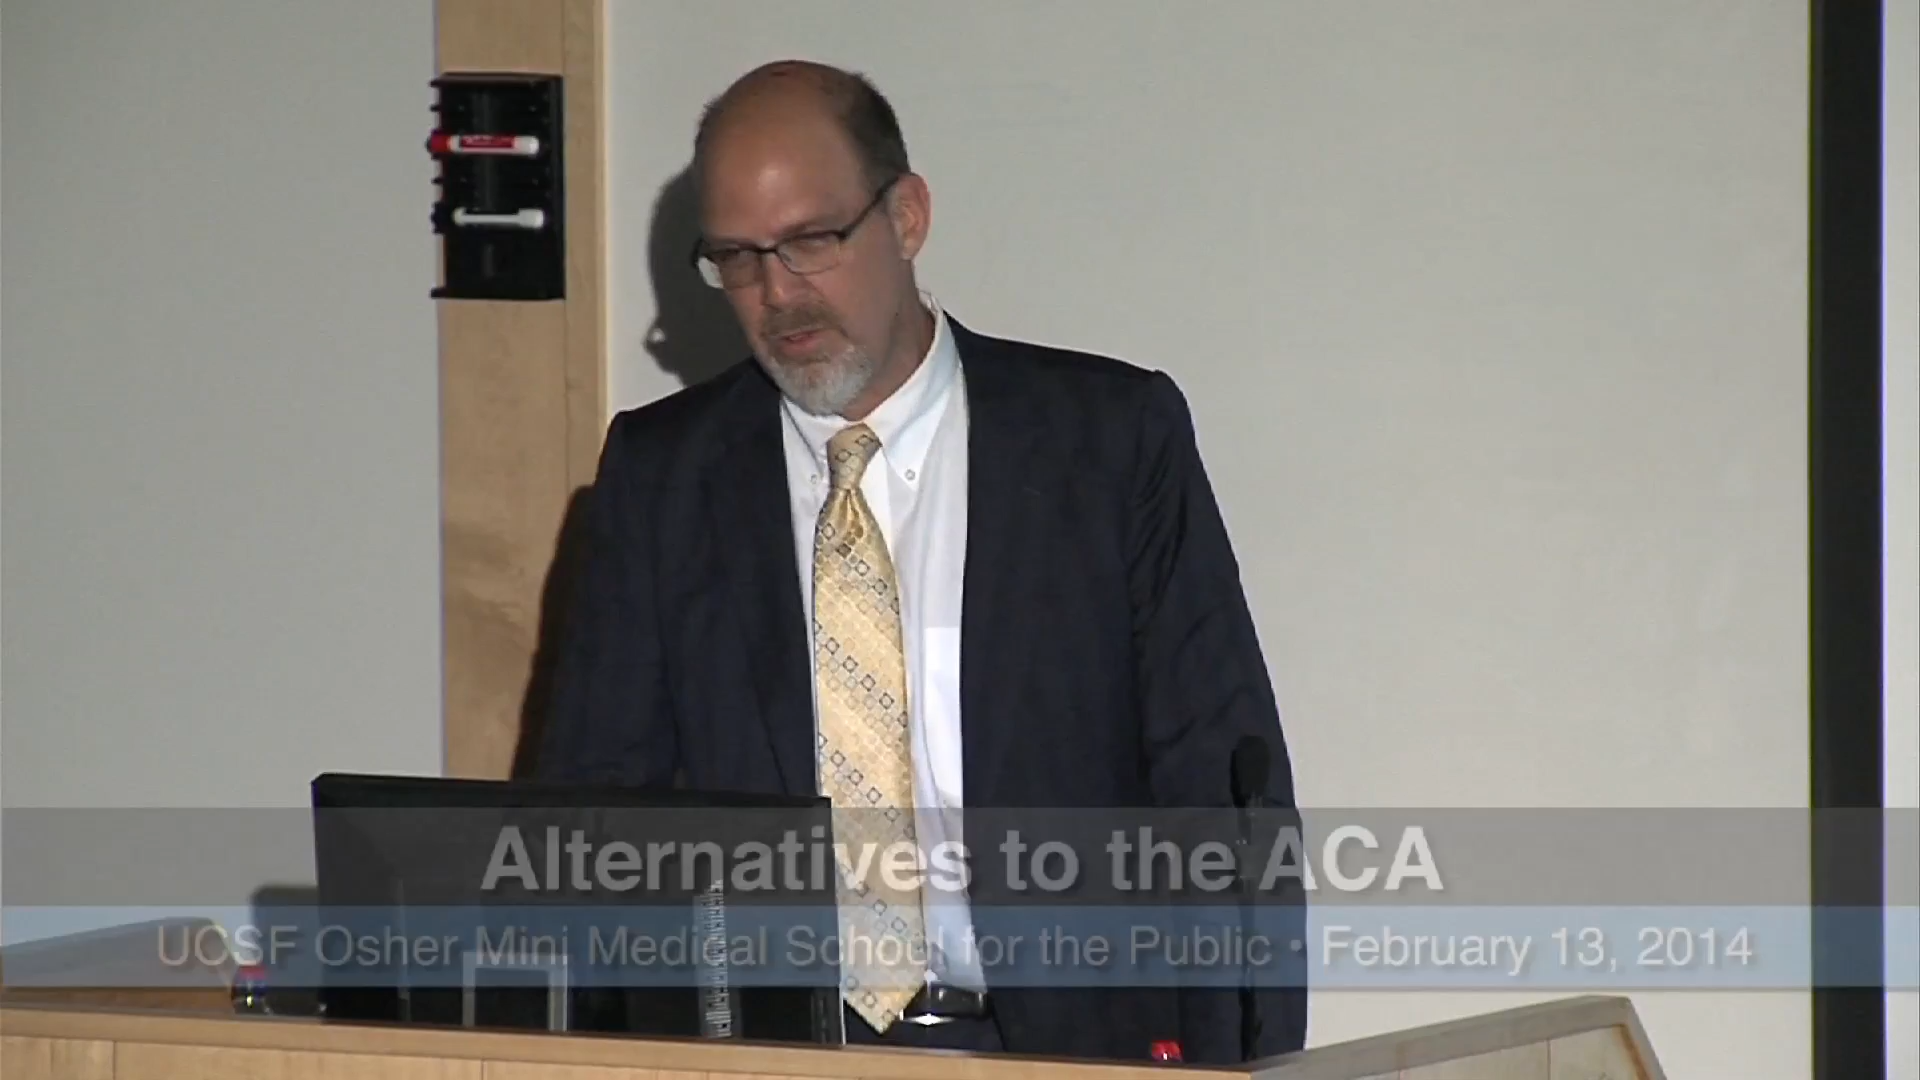 Alternatives to the ACA
UCSF Osher Mini Medical School for the Public • February 13, 2014